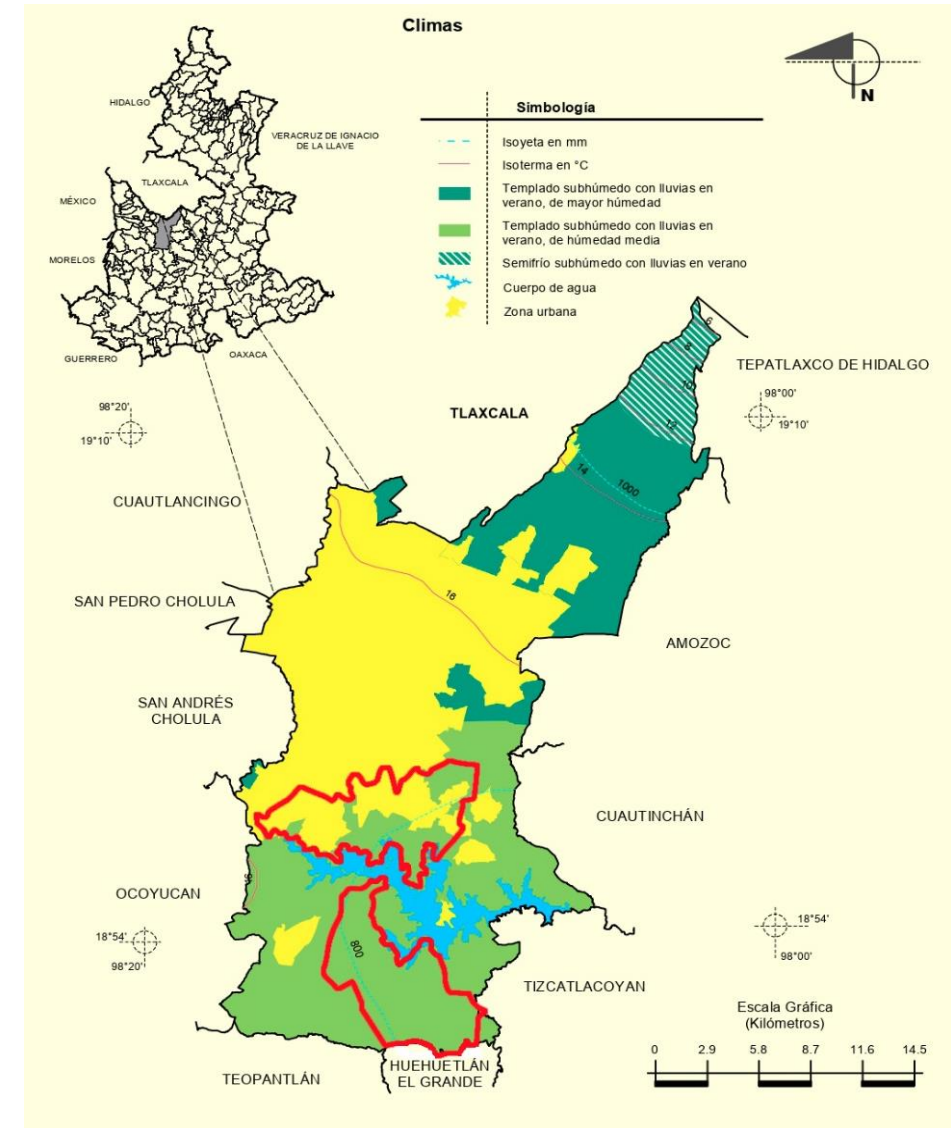 Climas
N
Simbología
Isoyeta en mm
Isoterma en °C
Templado subhúmedo con lluvias en
verano, de mayor húmedad
Templado subhúmedo con lluvias en
verano, de húmedad media
Semifrío subhúmedo con lluvias en verano
Cuerpo de agua
Zona urbana
HIDALGO
VERACRUZ DE IGNACIO
DE LA LLAVE
TLAXCALA
MÉXICO
MORELOS
GUERRERO
OAXACA
6
8
10
12
TEPATLAXCO DE HIDALGO
98°00'
19°10'
98°20'
19°10'
TLAXCALA
14
1000
CUAUTLANCINGO
16
SAN PEDRO CHOLULA
AMOZOC
SAN ANDRÉS
CHOLULA
CUAUTINCHÁN
OCOYUCAN
18°54'
98°20'
800
18°54'
98°00'
TIZCATLACOYAN
Escala Gráfica
(Kilómetros)
0 2.9 5.8 8.7 11.6 14.5
HUEHUETLÁN
EL GRANDE
TEOPANTLÁN